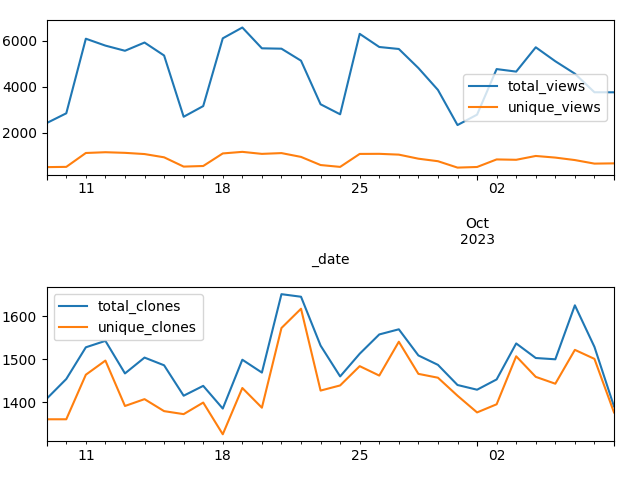 6000
4000
2000
total_views
unique_views
11
18
25
02
Oct
2023
_date
total_clones
unique_clones
1600
1500
1400
11
18
25
02